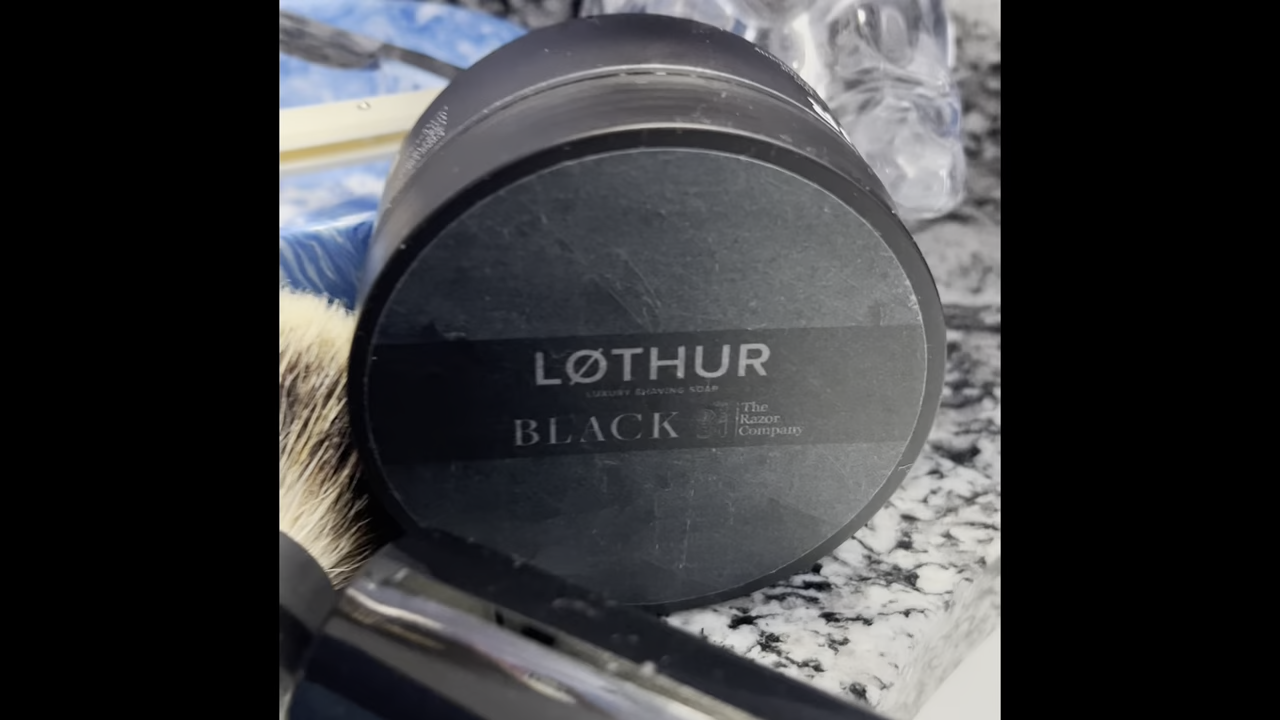 LØTHUR
LUXURY SHAVING SOAP
BLACK
The
Razor
Company